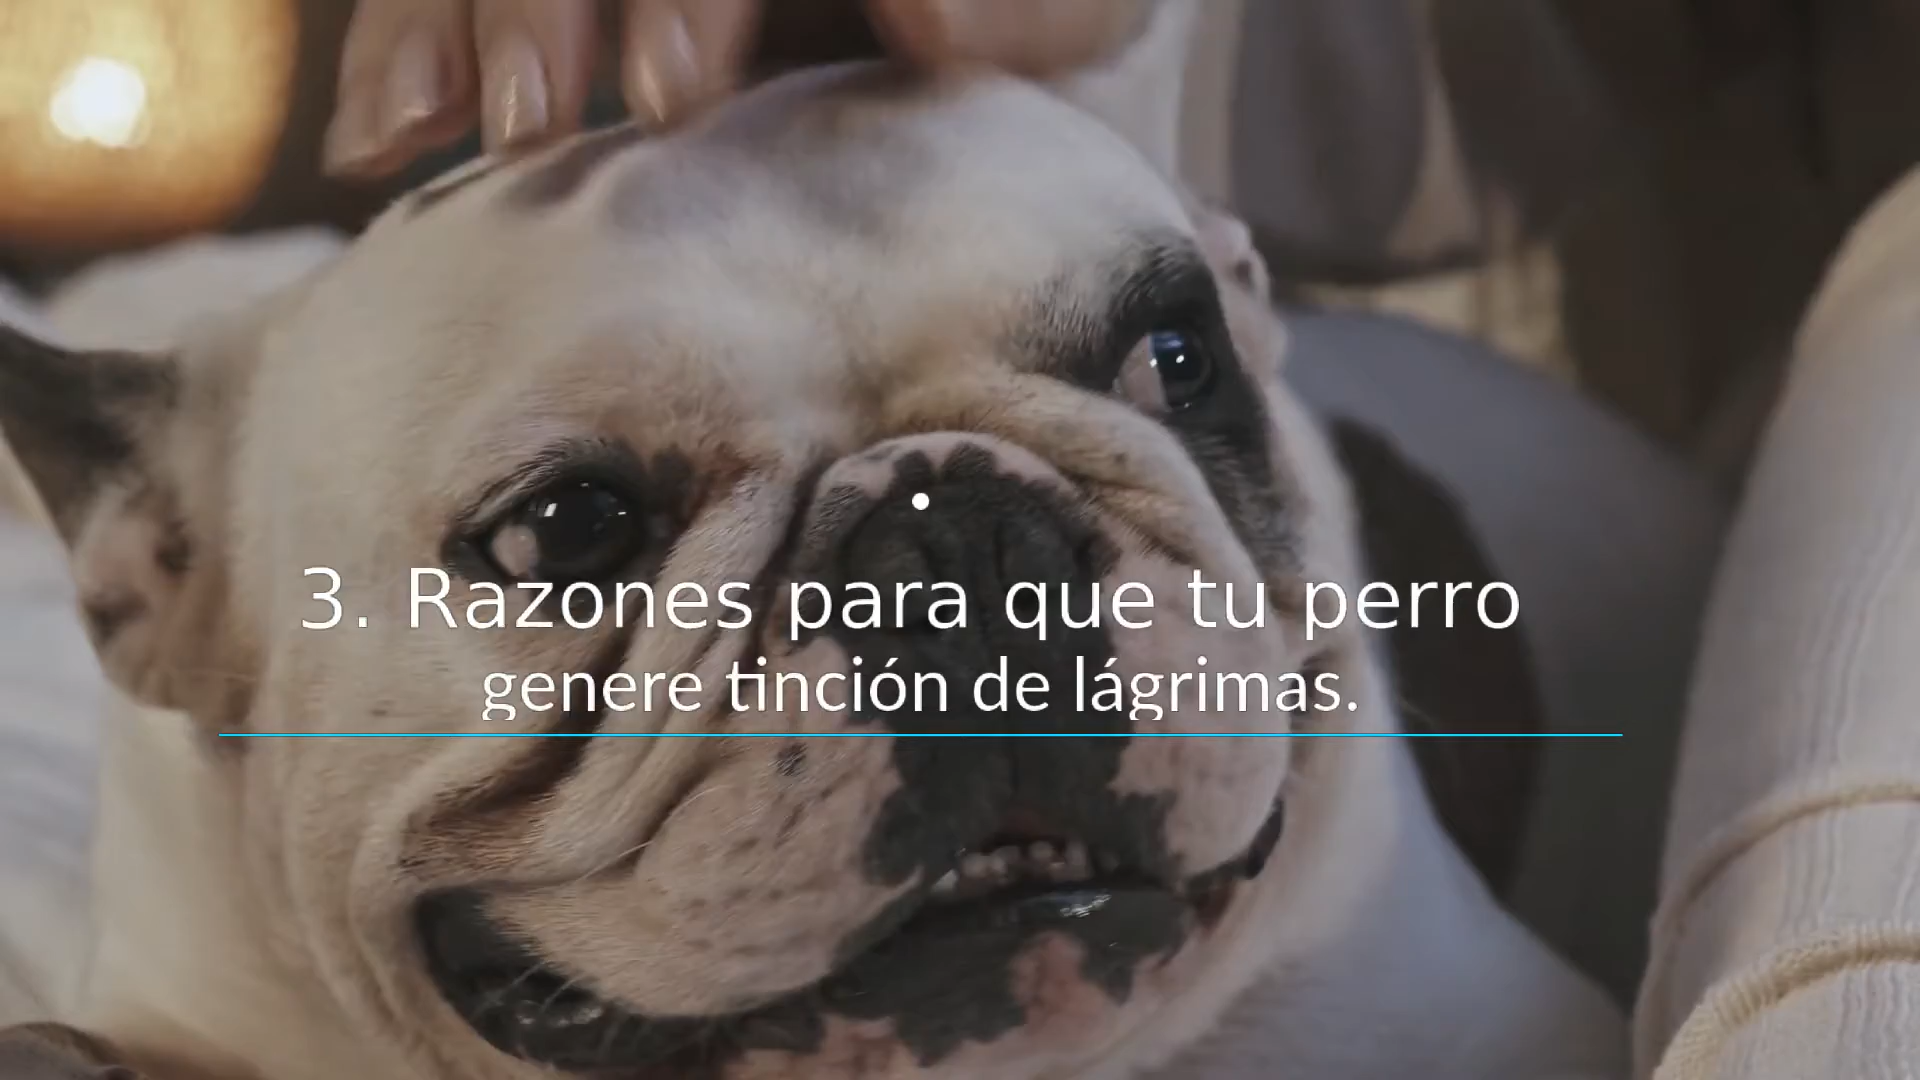 3. Razones para que tu perro
genere tinción de lágrimas.